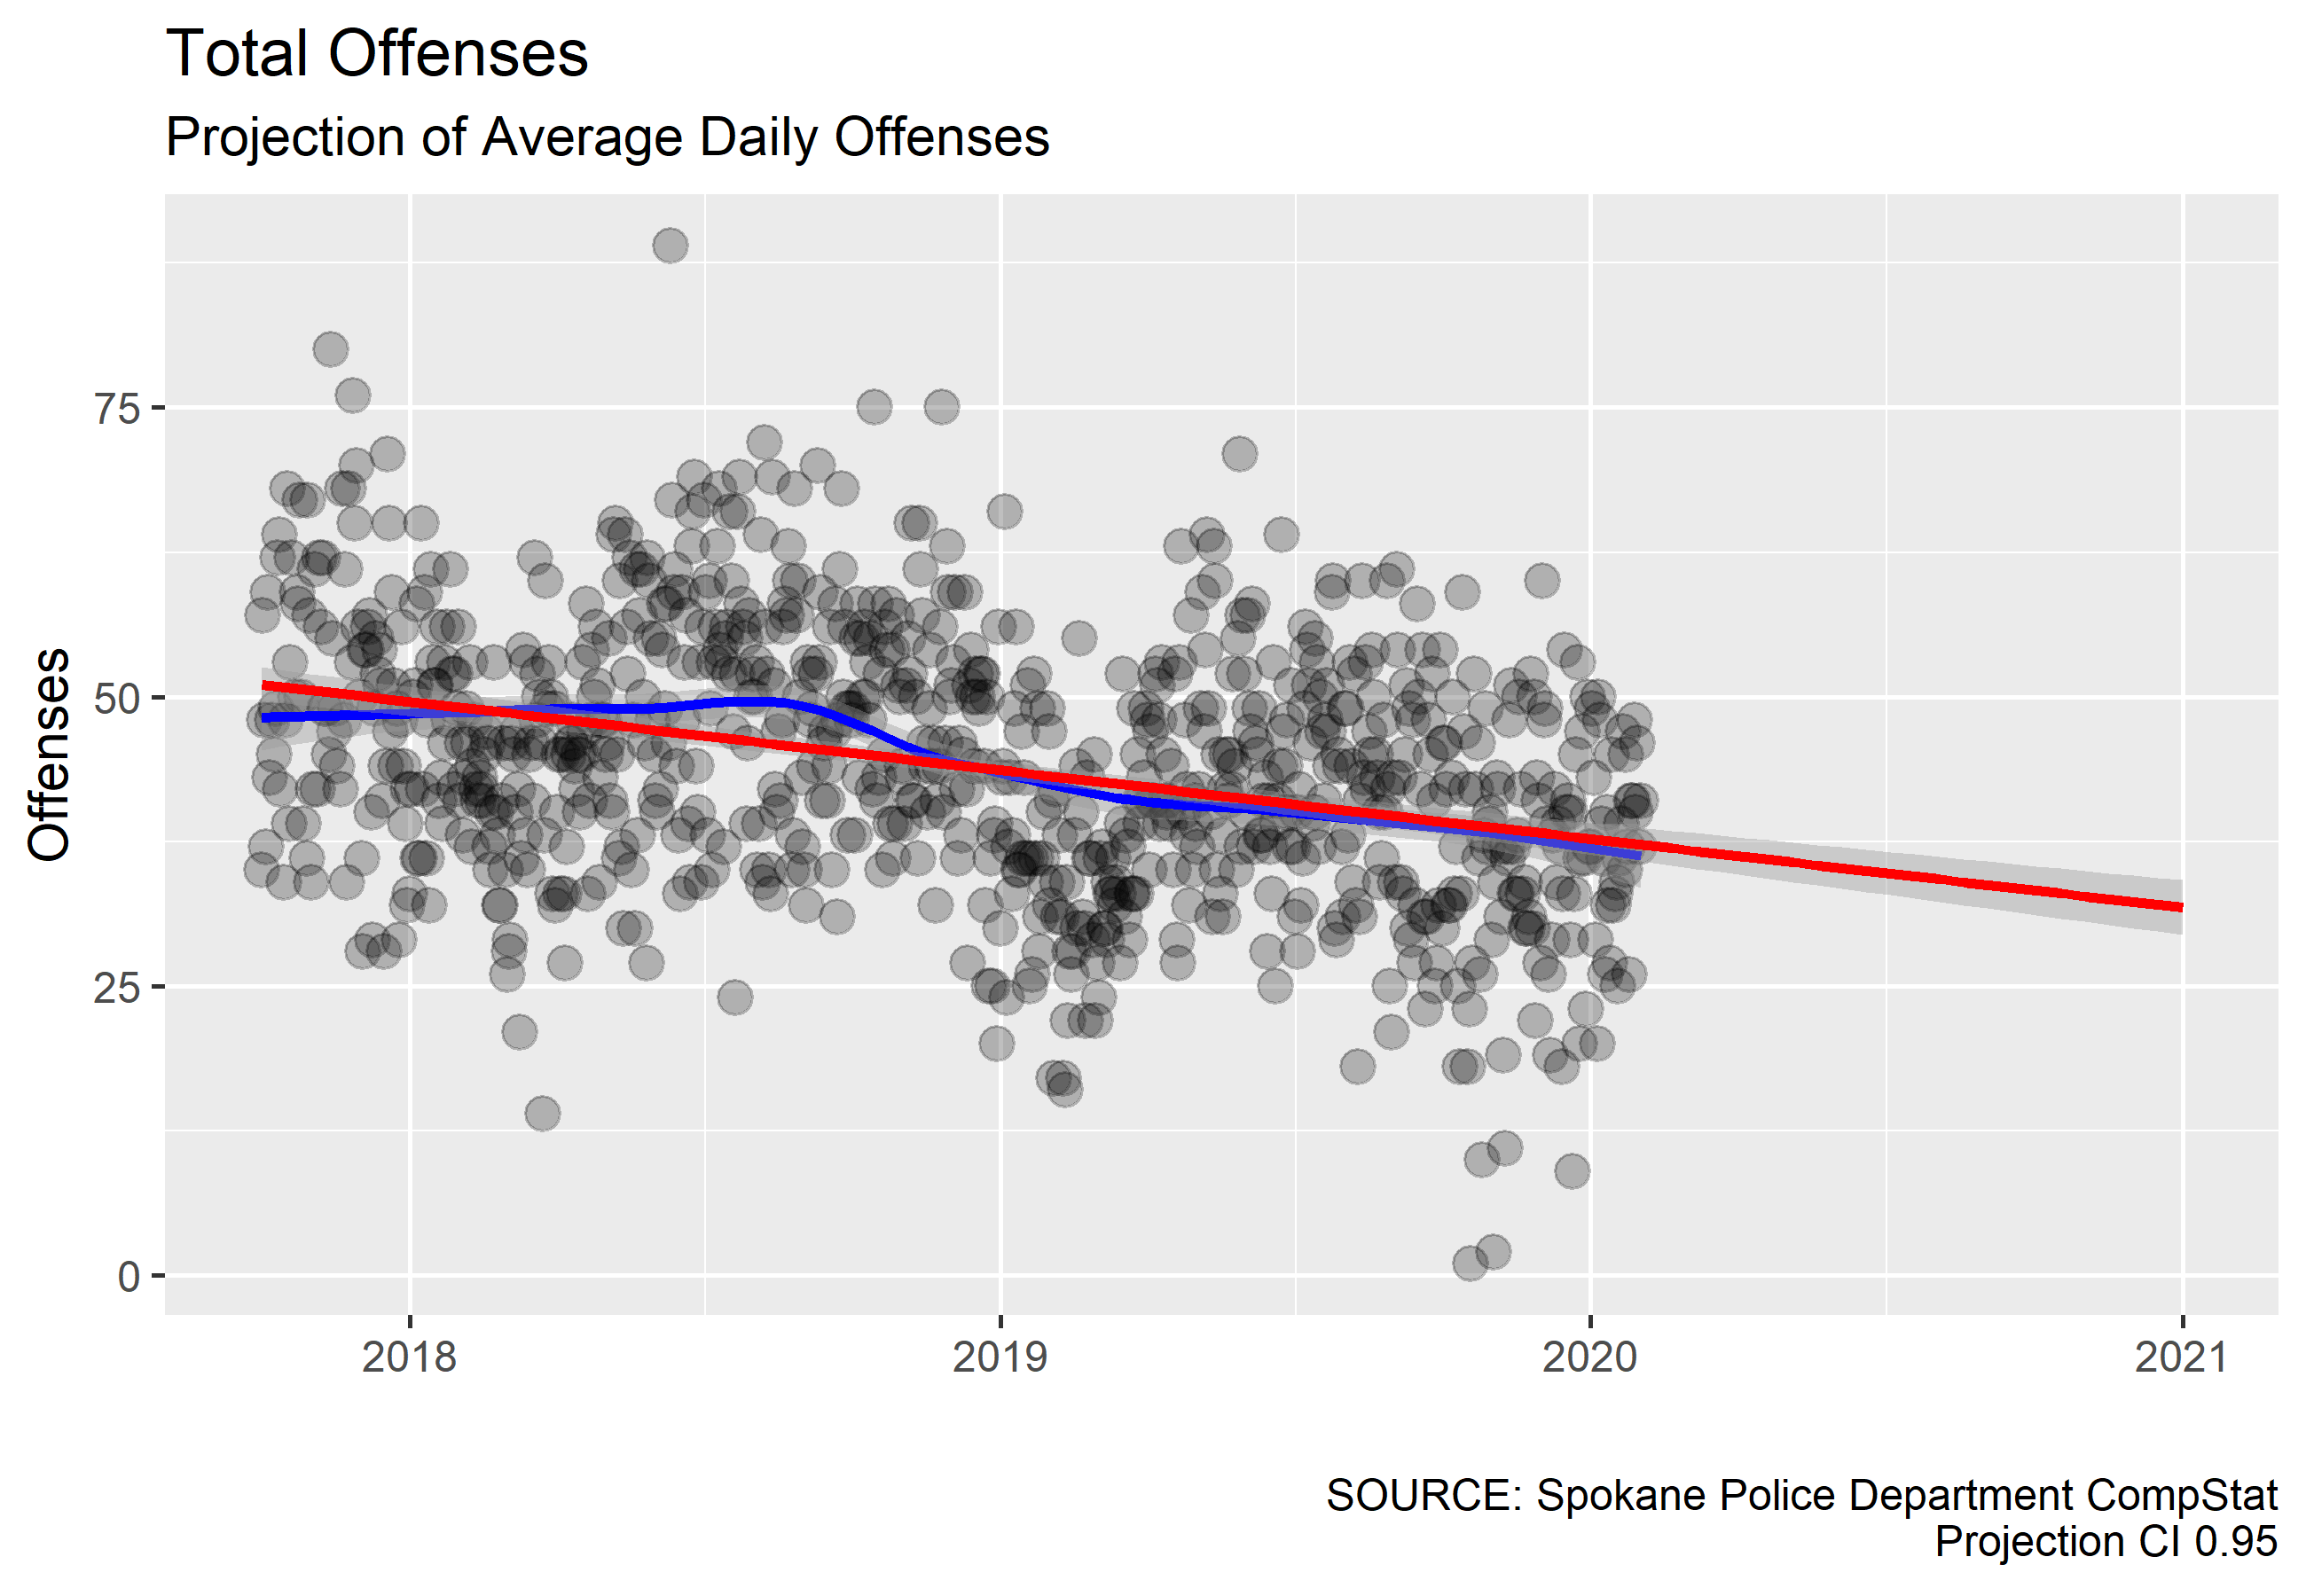 Total Offenses
Projection of Average Daily Offenses
Offenses
75
50
25
0
2018
2019
2020
2021
SOURCE: Spokane Police Department CompStat
Projection CI 0.95